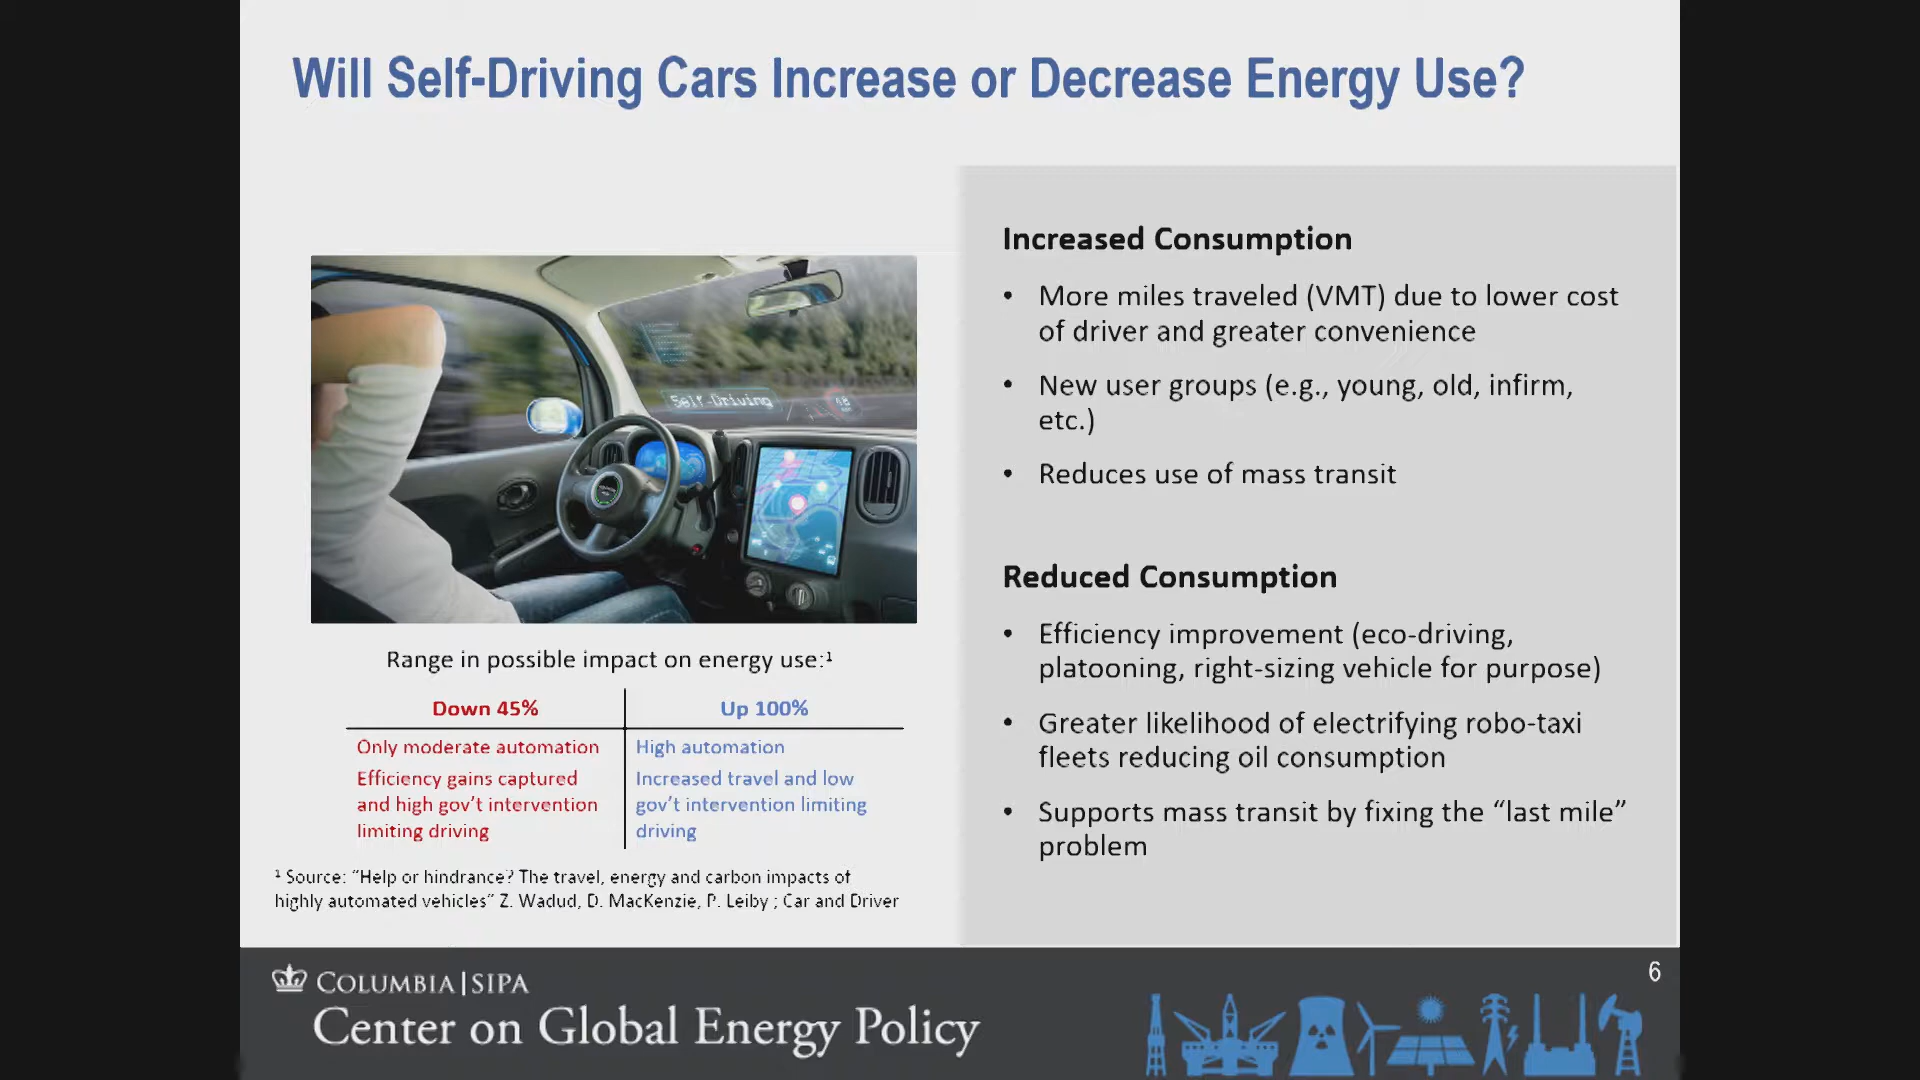 Will Self-Driving Cars Increase or Decrease Energy Use?
Self-Driving
Range in possible impact on energy use:¹
Down 45%
Up 100%
Only moderate automation
Efficiency gains captured
and high gov't intervention
limiting driving
High automation
Increased travel and low
gov't intervention limiting
driving
¹ Source: “Help or hindrance? The travel, energy and carbon impacts of
highly automated vehicles” Z. Wadud, D. MacKenzie, P. Leiby ; Car and Driver
Increased Consumption
• More miles traveled (VMT) due to lower cost
of driver and greater convenience
• New user groups (e.g., young, old, infirm,
etc.)
• Reduces use of mass transit
Reduced Consumption
• Efficiency improvement (eco-driving,
platooning, right-sizing vehicle for purpose)
• Greater likelihood of electrifying robo-taxi
fleets reducing oil consumption
• Supports mass transit by fixing the “last mile”
problem
COLUMBIA|SIPA
Center on Global Energy Policy
6